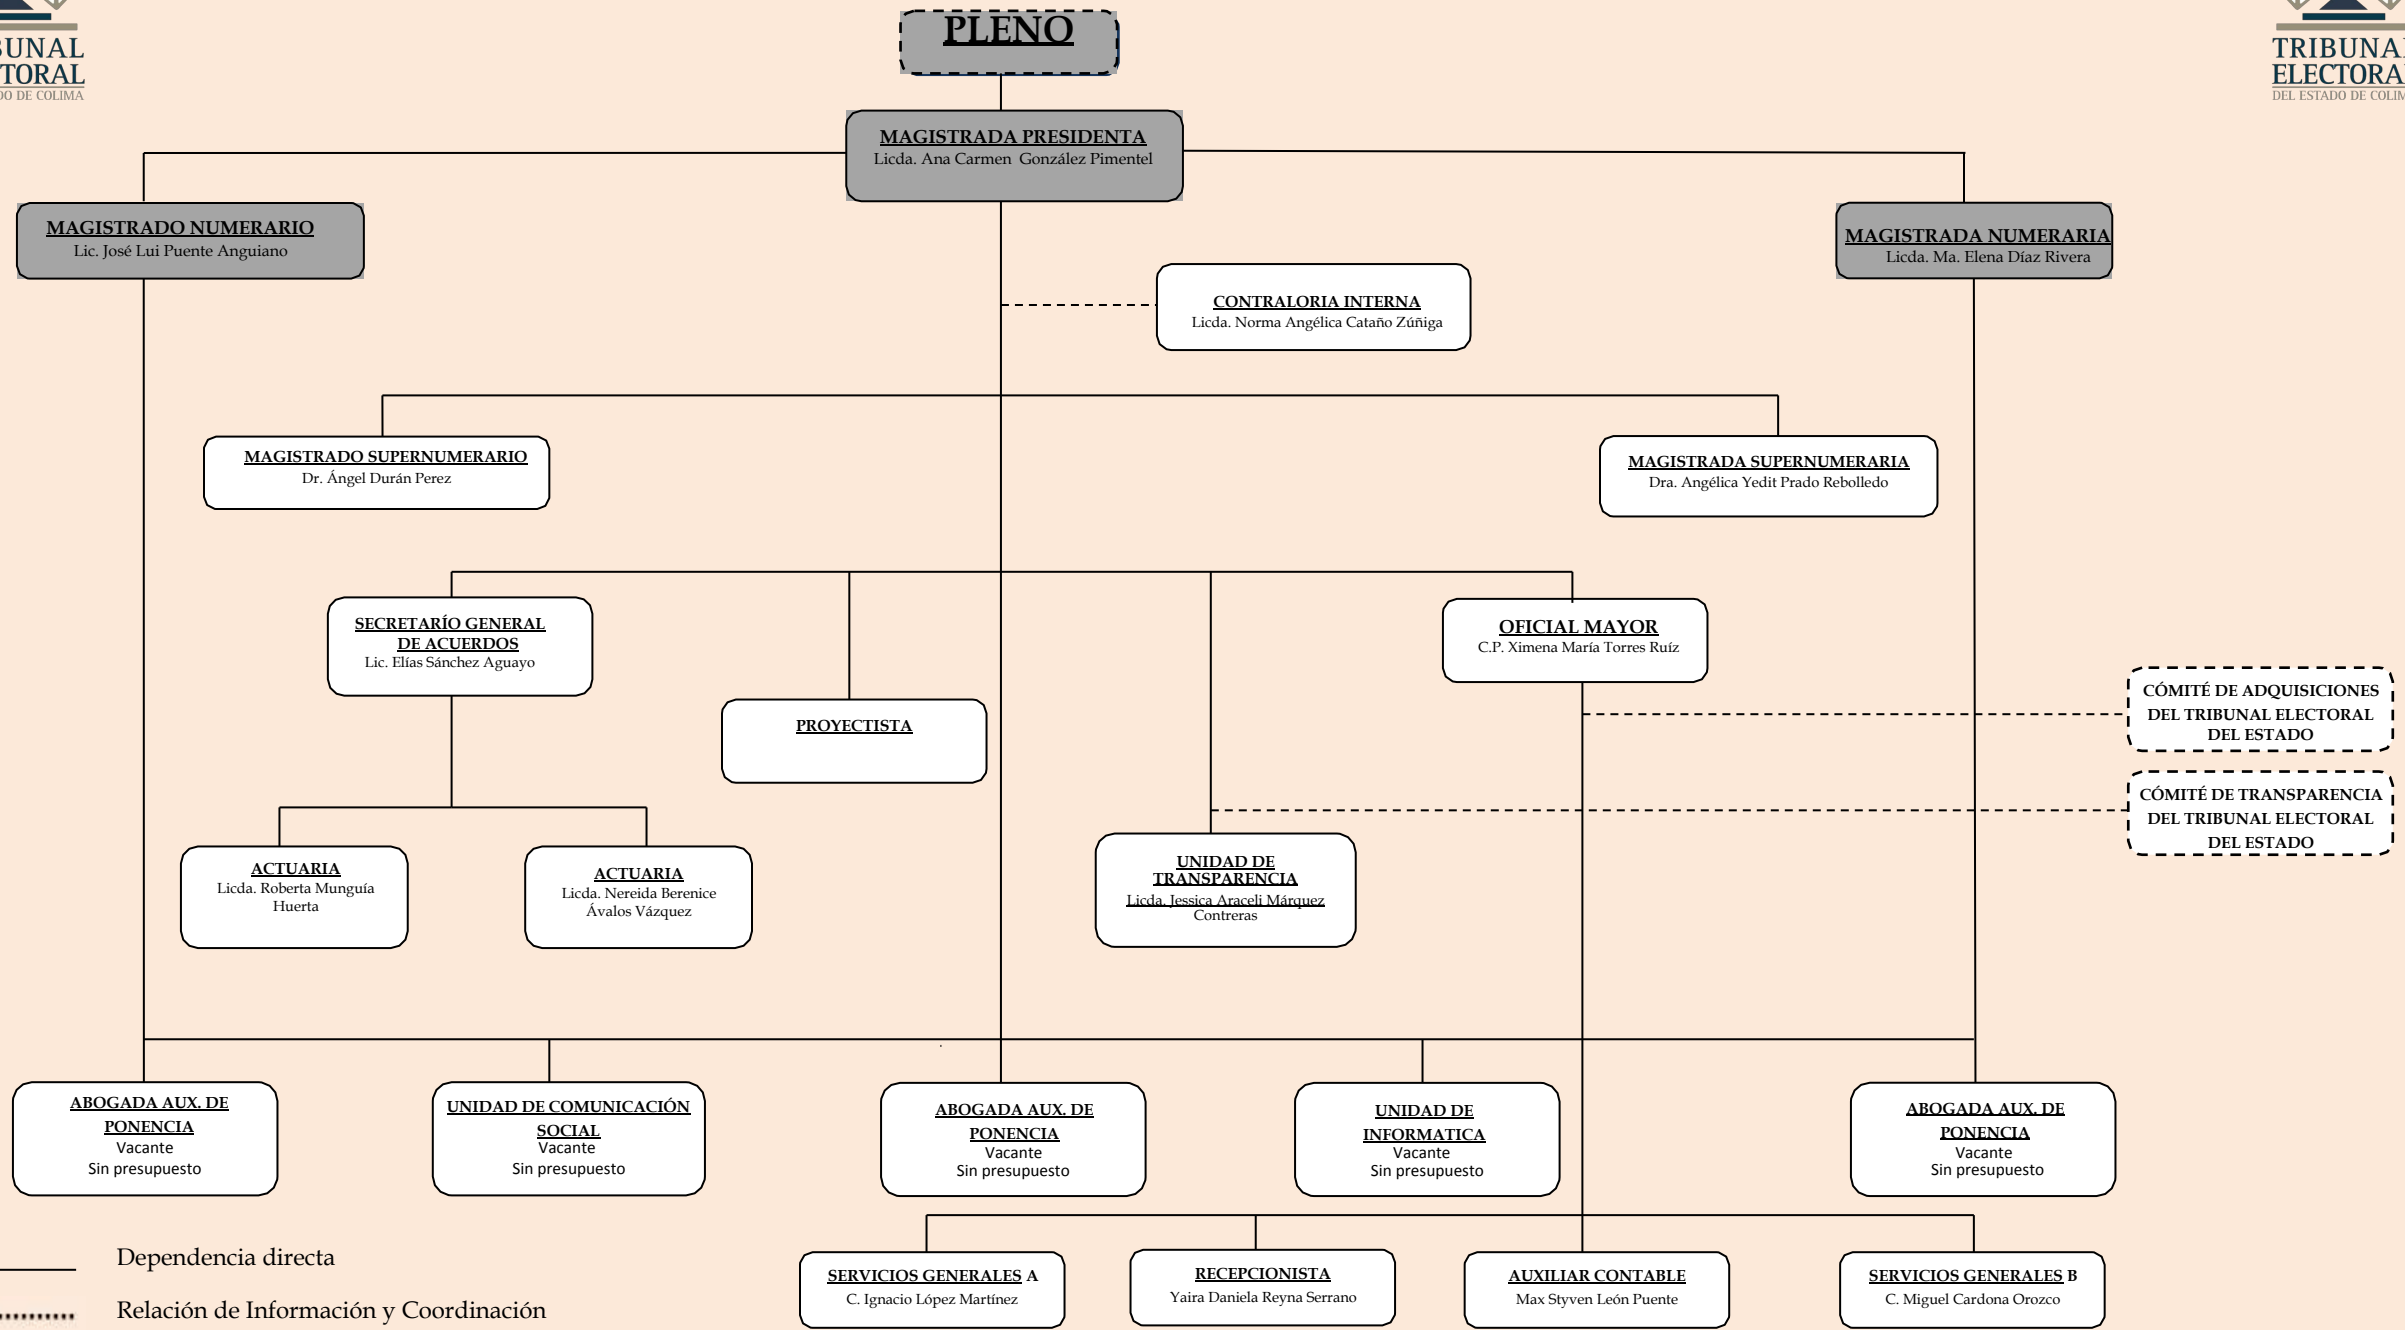 BUNAL
TORAL
DO DE COLIMA
PLENO
TRIBUNAL
ELECTORAL
DEL ESTADO DE COLIM
MAGISTRADA PRESIDENTA
Licda. Ana Carmen González Pimentel
MAGISTRADO NUMERARIO
Lic. José Lui Puente Anguiano
MAGISTRADA NUMERARIA
Licda. Ma. Elena Díaz Rivera
CONTRALORIA INTERNA
Licda. Norma Angélica Cataño Zúñiga
MAGISTRADO SUPERNUMERARIO
Dr. Ángel Durán Perez
MAGISTRADA SUPERNUMERARIA
Dra. Angélica Yedit Prado Rebolledo
SECRETARÍO GENERAL
DE ACUERDOS
Lic. Elías Sánchez Aguayo
OFICIAL MAYOR
C.P. Ximena María Torres Ruíz
PROYECTISTA
CÓMITÉ DE ADQUISICIONES
DEL TRIBUNAL ELECTORAL
DEL ESTADO
CÓMITÉ DE TRANSPARENCIA
DEL TRIBUNAL ELECTORAL
DEL ESTADO
ACTUARIA
Licda. Roberta Munguía
Huerta
ACTUARIA
Licda. Nereida Berenice
Ávalos Vázquez
UNIDAD DE
TRANSPARENCIA
Licda. Jessica Araceli Márquez
Contreras
ABOGADA AUX. DE
PONENCIA
Vacante
Sin presupuesto
UNIDAD DE COMUNICACIÓN
SOCIAL
Vacante
Sin presupuesto
ABOGADA AUX. DE
PONENCIA
Vacante
Sin presupuesto
UNIDAD DE
INFORMATICA
Vacante
Sin presupuesto
ABOGADA AUX. DE
PONENCIA
Vacante
Sin presupuesto
SERVICIOS GENERALES A
C. Ignacio López Martínez
RECEPCIONISTA
Yaira Daniela Reyna Serrano
AUXILIAR CONTABLE
Max Styven León Puente
SERVICIOS GENERALES B
C. Miguel Cardona Orozco
Dependencia directa
Relación de Información y Coordinación